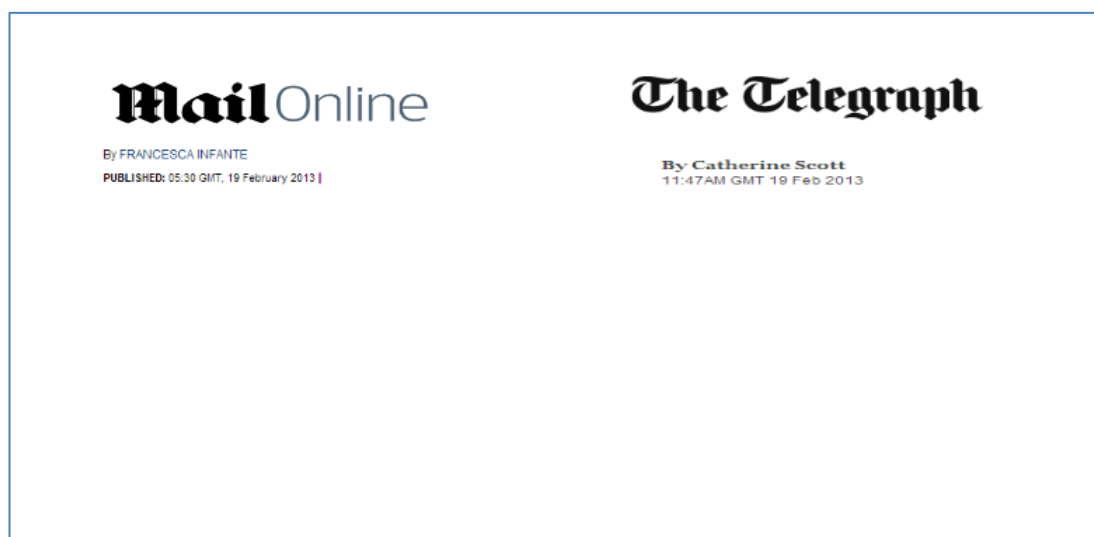 Mail Online
By FRANCESCA INFANTE
PUBLISHED: 05:30 GMT, 19 February 2013 |
The Telegraph
By Catherine Scott
11:47AM GMT 19 Feb 2013